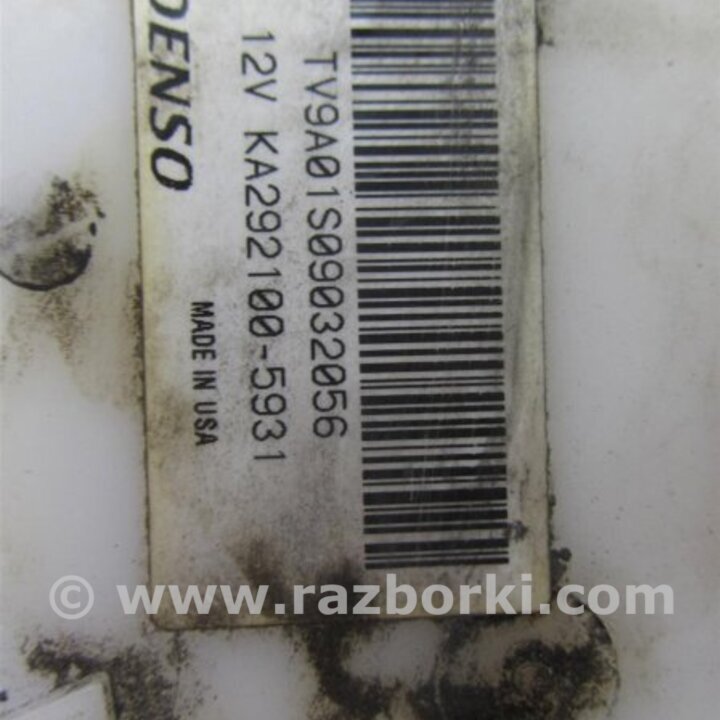 DENSO
TV9A01S09032056
12V KA292100-5931
MADE IN USA
© www.razborki.com